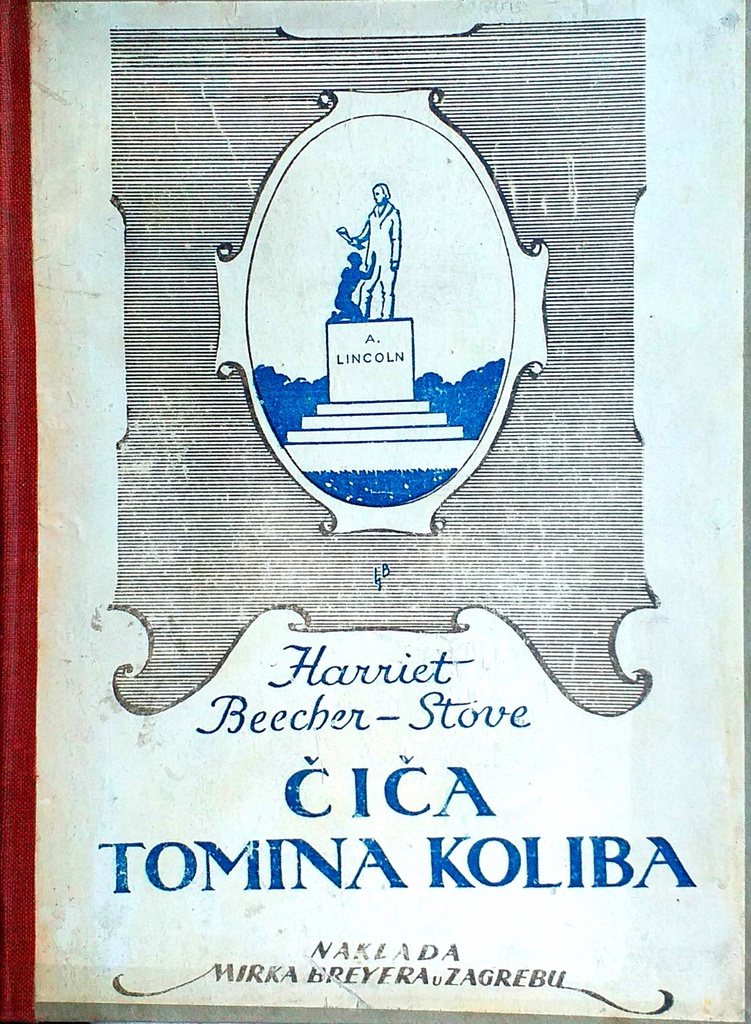 A.
LINCOLN
Harriet
Beecher – Stove
ČIČA
TOMINA KOLIBA
NAKLADA
MIRKA BREYERA U ZAGREBU